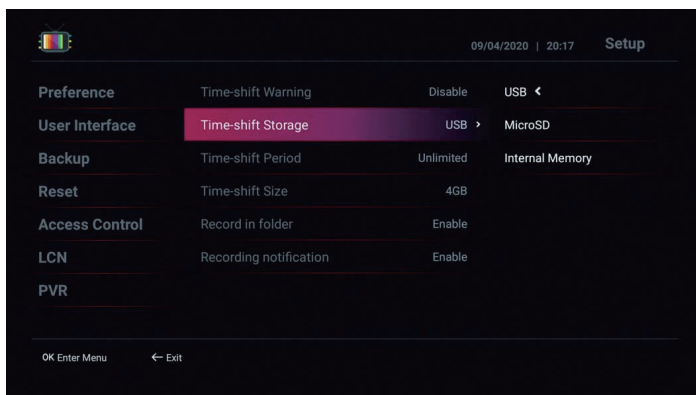 09/04/2020 | 20:17 Setup
Preference Time-shift Warning Disable USB <
User Interface Time-shift Storage USB > MicroSD
Backup Time-shift Period Unlimited Internal Memory
Reset Time-shift Size 4GB
Access Control Record in folder Enable
LCN Recording notification Enable
PVR
OK Enter Menu ← Exit